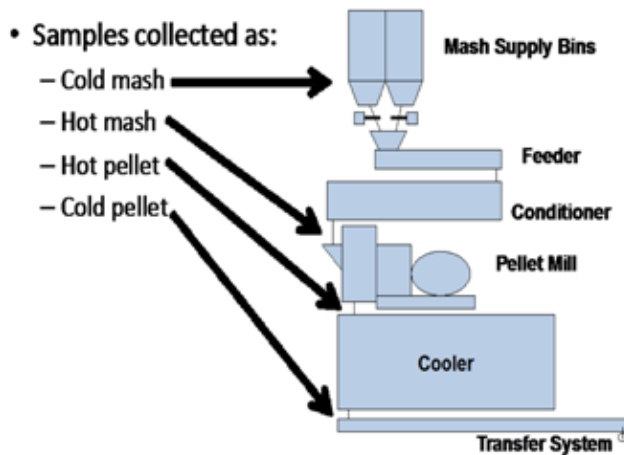 • Samples collected as:
– Cold mash
– Hot mash
– Hot pellet
– Cold pellet
Mash Supply Bins
Feeder
Conditioner
Pellet Mill
Cooler
Transfer System